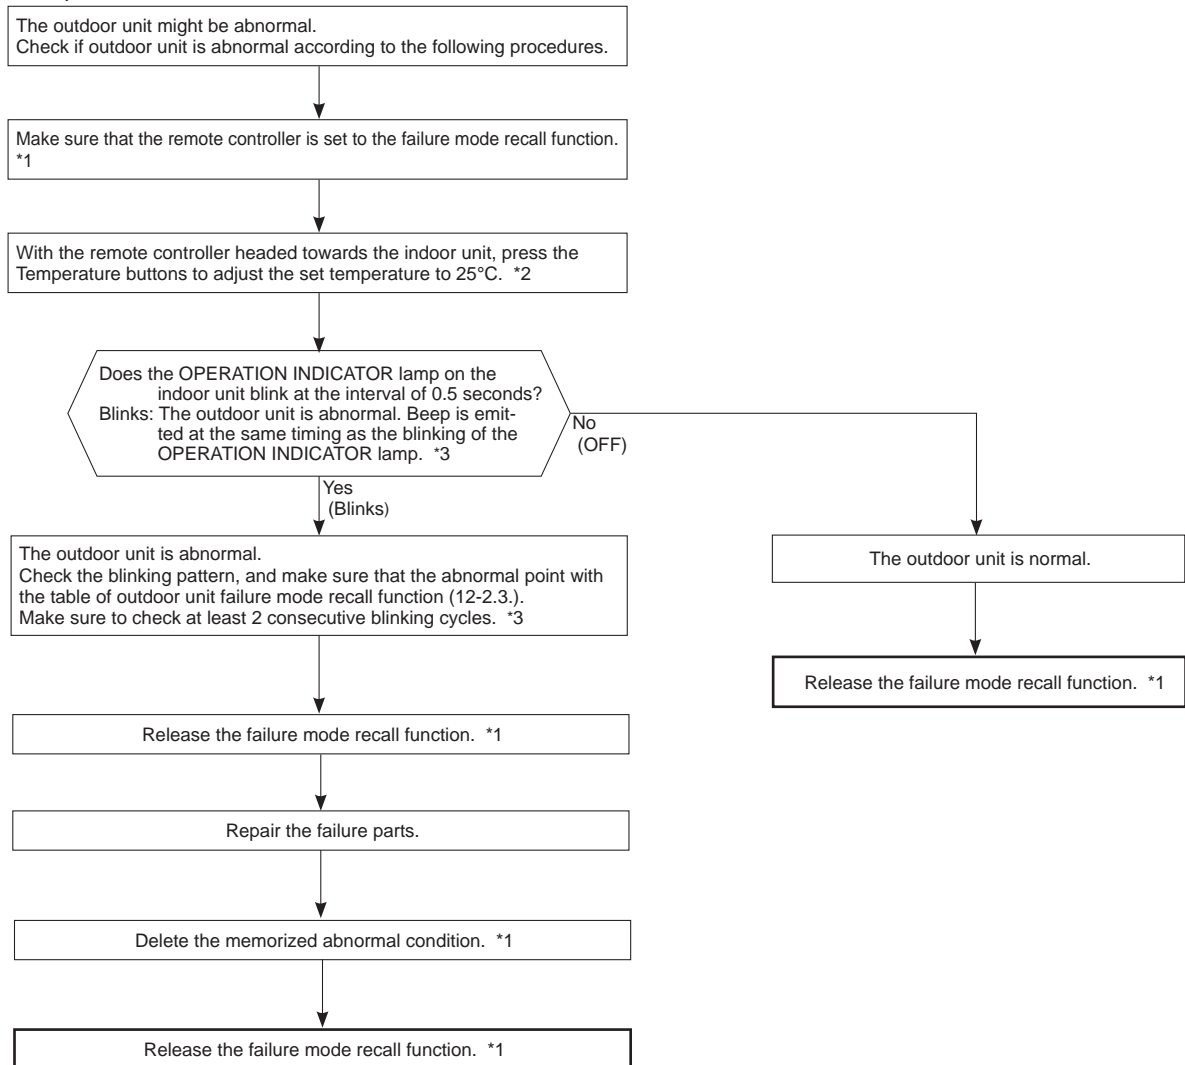 The outdoor unit might be abnormal.
Check if outdoor unit is abnormal according to the following procedures.
Make sure that the remote controller is set to the failure mode recall function.
*1
With the remote controller headed towards the indoor unit, press the
Temperature buttons to adjust the set temperature to 25°C. *2
Does the OPERATION INDICATOR lamp on the
indoor unit blink at the interval of 0.5 seconds?
Blinks: The outdoor unit is abnormal. Beep is emit-
ted at the same timing as the blinking of the
OPERATION INDICATOR lamp. *3
No
(OFF)
Yes
(Blinks)
The outdoor unit is abnormal.
Check the blinking pattern, and make sure that the abnormal point with
the table of outdoor unit failure mode recall function (12-2.3.).
Make sure to check at least 2 consecutive blinking cycles. *3
The outdoor unit is normal.
Release the failure mode recall function. *1
Release the failure mode recall function. *1
Repair the failure parts.
Delete the memorized abnormal condition. *1
Release the failure mode recall function. *1